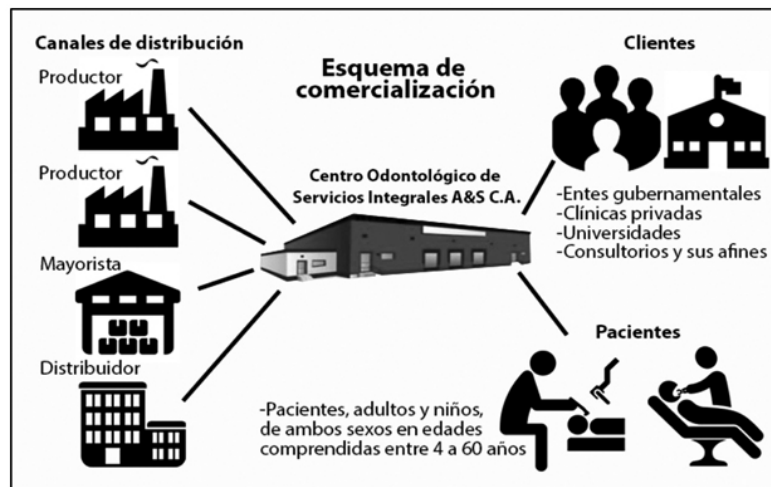 Canales de distribución
Productor
Productor
Mayorista
Distribuidor
Esquema de
comercialización
Centro Odontológico de
Servicios Integrales A&S C.A.
Clientes
-Entes gubernamentales
-Clínicas privadas
-Universidades
-Consultorios y sus afines
Pacientes
-Pacientes, adultos y niños,
de ambos sexos en edades
comprendidas entre 4 a 60 años